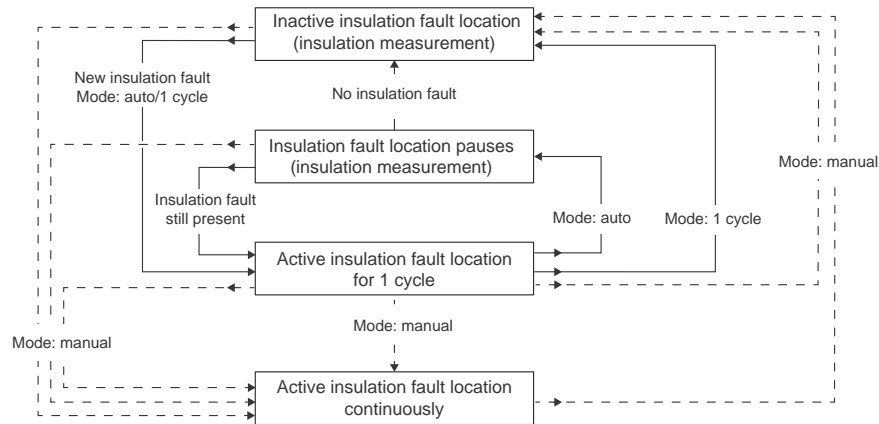 Inactive insulation fault location
(insulation measurement)
New insulation fault
Mode: auto/1 cycle
No insulation fault
Insulation fault location pauses
(insulation measurement)
Mode: manual
Insulation fault
still present
Mode: auto
Mode: 1 cycle
Active insulation fault location
for 1 cycle
Mode: manual
Mode: manual
Active insulation fault location
continuously